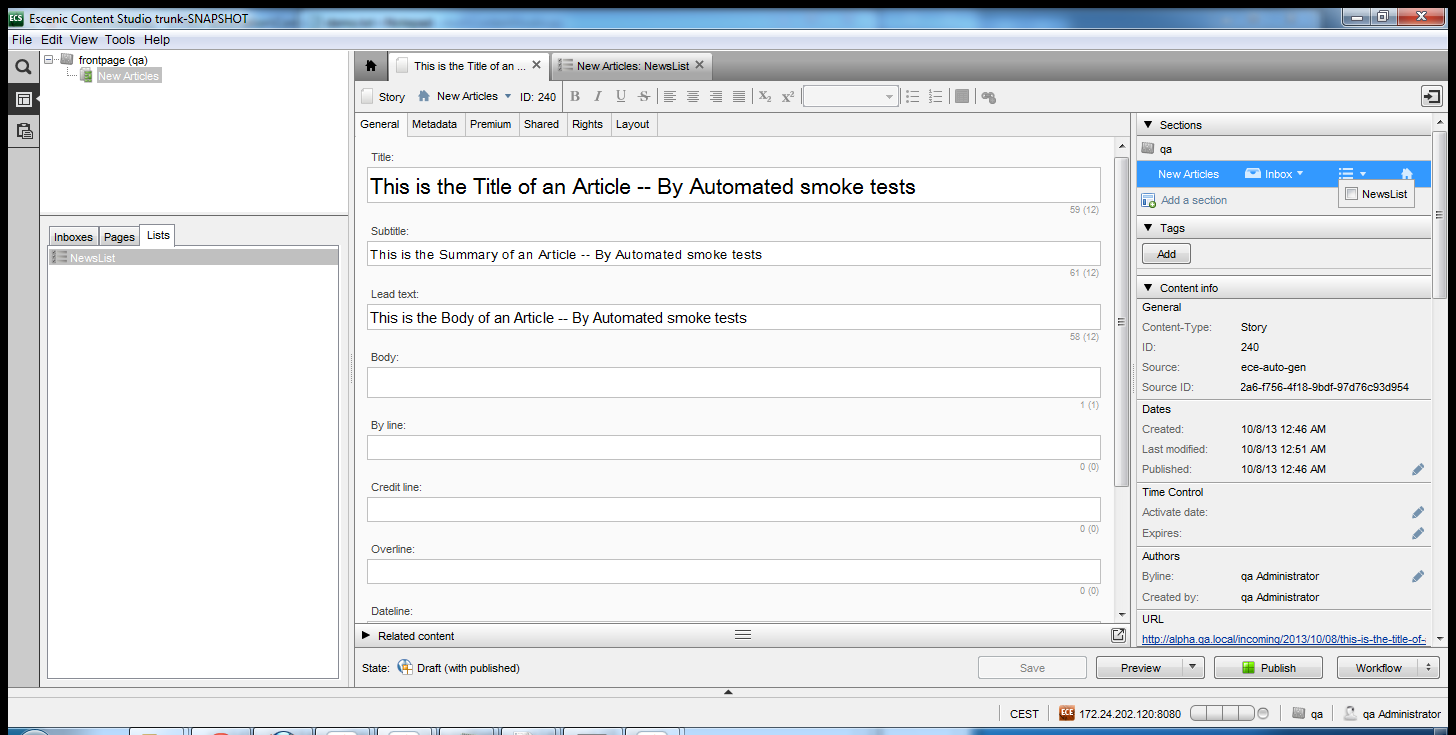 Escenic Content Studio trunk-SNAPSHOT
File Edit View Tools Help
frontpage (qa)
New Articles
Inboxes Pages Lists
NewsList
This is the Title of an ...
New Articles: NewsList
Story New Articles ID: 240 B I U S X2 X2
General Metadata Premium Shared Rights Layout
Title:
This is the Title of an Article -- By Automated smoke tests
59 (12)
Subtitle:
This is the Summary of an Article -- By Automated smoke tests
61 (12)
Lead text:
This is the Body of an Article -- By Automated smoke tests
58 (12)
Body:
1 (1)
By line:
0 (0)
Credit line:
0 (0)
Overline:
0 (0)
Dateline:
Related content
Sections
qa
New Articles Inbox
NewsList
Add a section
Tags
Add
Content info
General
Content-Type: Story
ID: 240
Source: ece-auto-gen
Source ID: 2a6-f756-4f18-9bdf-97d76c93d954
Dates
Created: 10/8/13 12:46 AM
Last modified: 10/8/13 12:51 AM
Published: 10/8/13 12:46 AM
Time Control
Activate date:
Expires:
Authors
Byline: qa Administrator
Created by: qa Administrator
URL
http://alpha.qa.local/incoming/2013/10/08/this-is-the-title-of-
State: Draft (with published) Save Preview Publish Workflow
CEST ECE 172.24.202.120:8080 qa qa Administrator